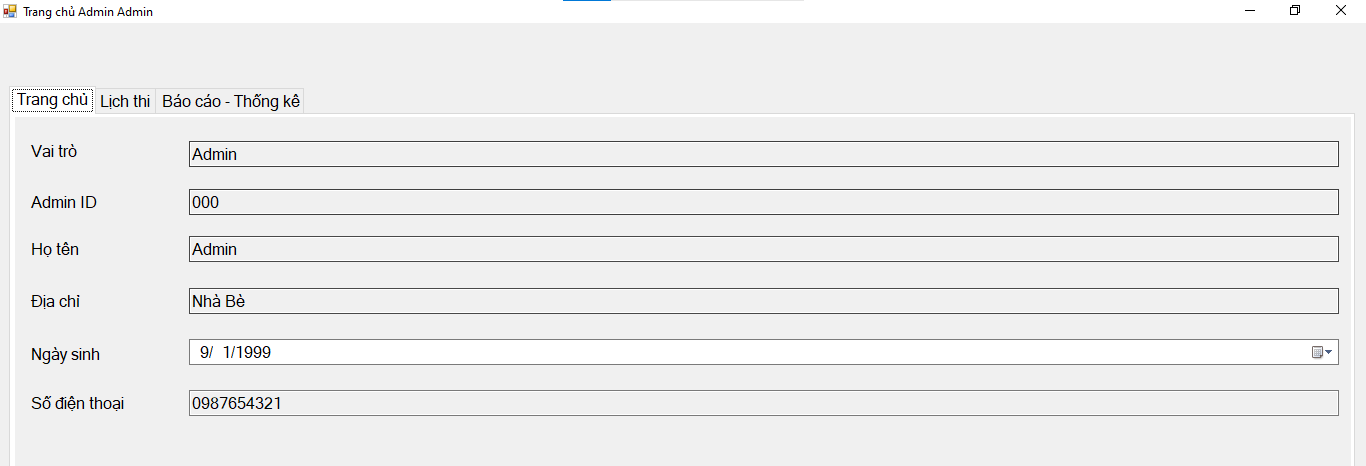 Trang chủ Admin Admin
Trang chủ Lịch thi Báo cáo - Thống kê
Vai trò Admin
Admin ID 000
Họ tên Admin
Địa chỉ Nhà Bè
Ngày sinh 9/ 1/1999
Số điện thoại 0987654321